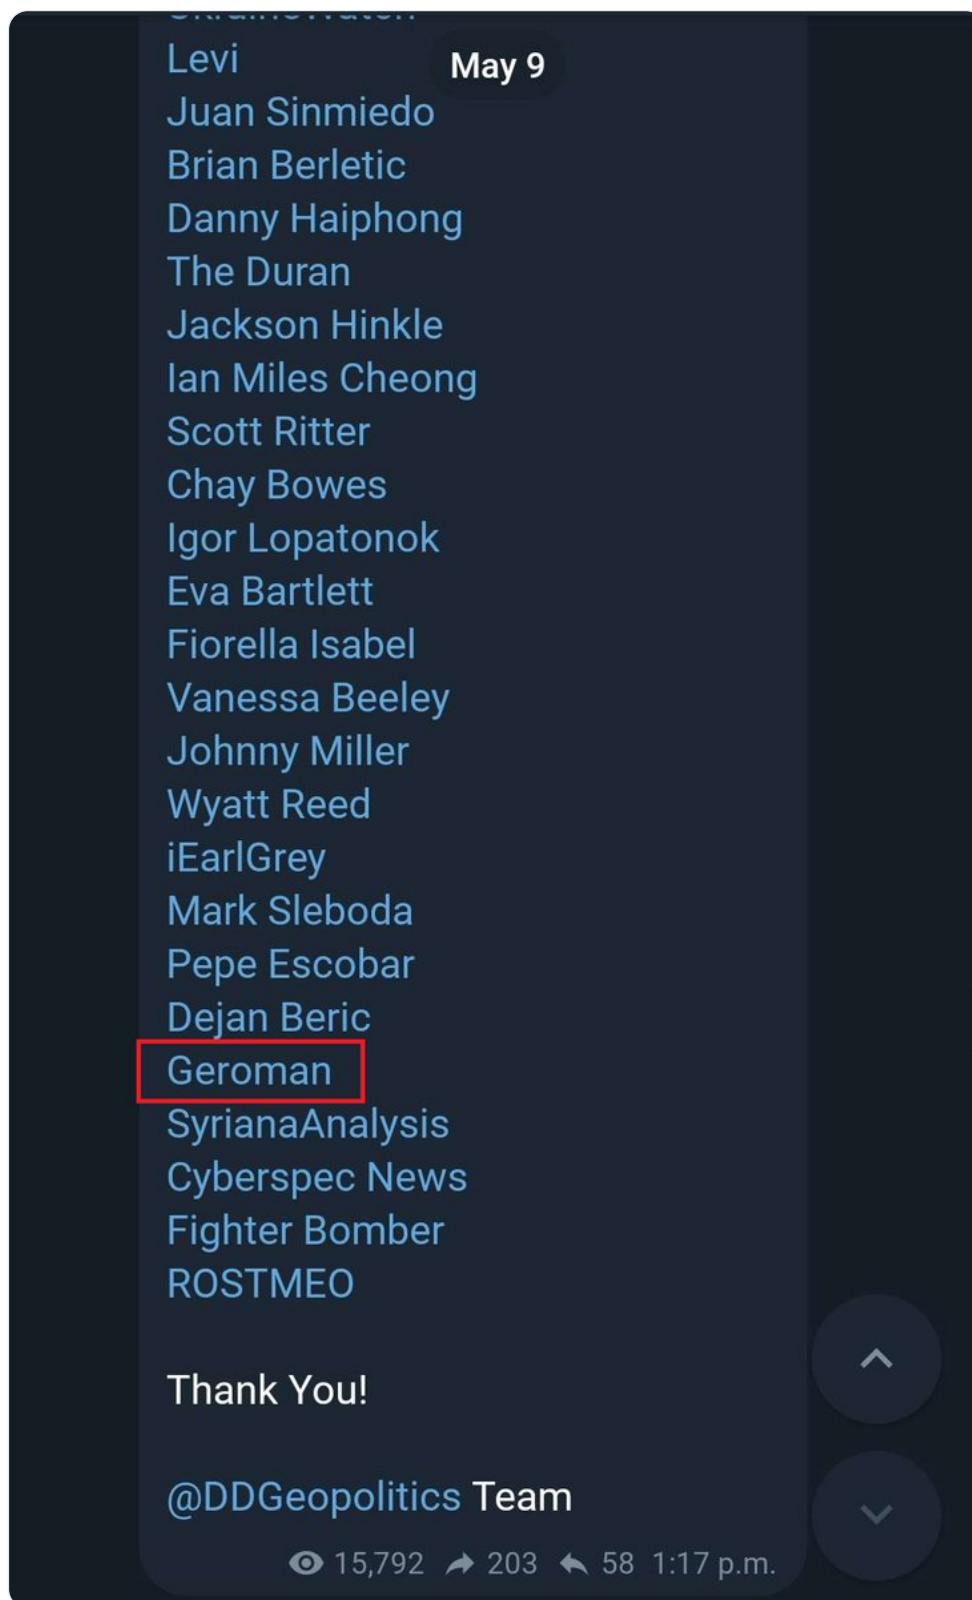 Levi
May 9
Juan Sinmiedo
Brian Berletic
Danny Haiphong
The Duran
Jackson Hinkle
Ian Miles Cheong
Scott Ritter
Chay Bowes
Igor Lopatonok
Eva Bartlett
Fiorella Isabel
Vanessa Beeley
Johnny Miller
Wyatt Reed
iEarlGrey
Mark Sleboda
Pepe Escobar
Dejan Beric
Geroman
SyrianaAnalysis
Cyberspec News
Fighter Bomber
ROSTMEO
Thank You!
@DDGeopolitics Team
15,792 203 58 1:17 p.m.